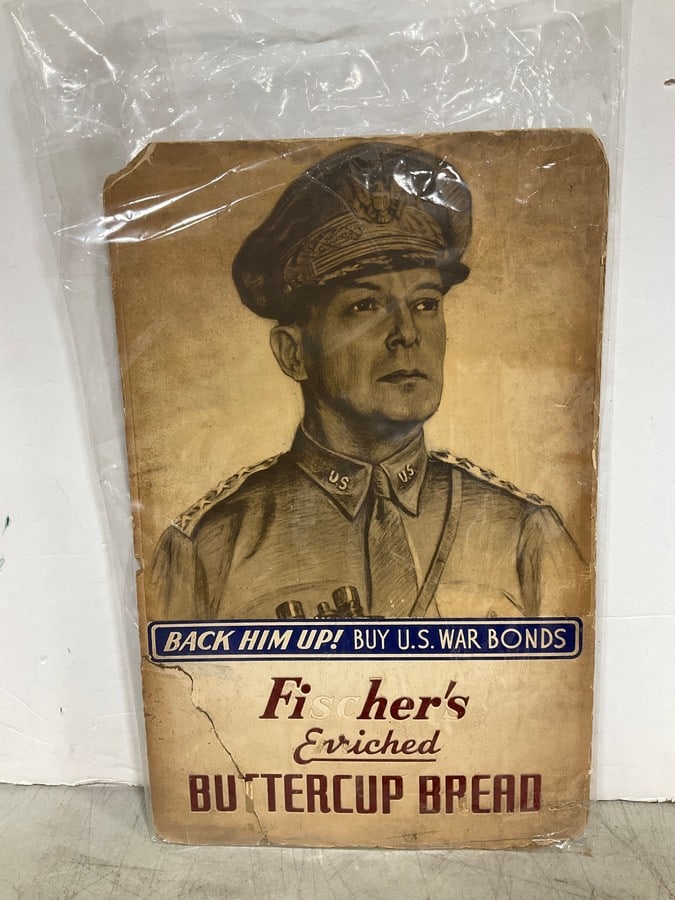 U.S.
U.S.
BACK HIM UP! BUY U.S. WAR BONDS
Fischer's
Enriched
BUTTERCUP BREAD